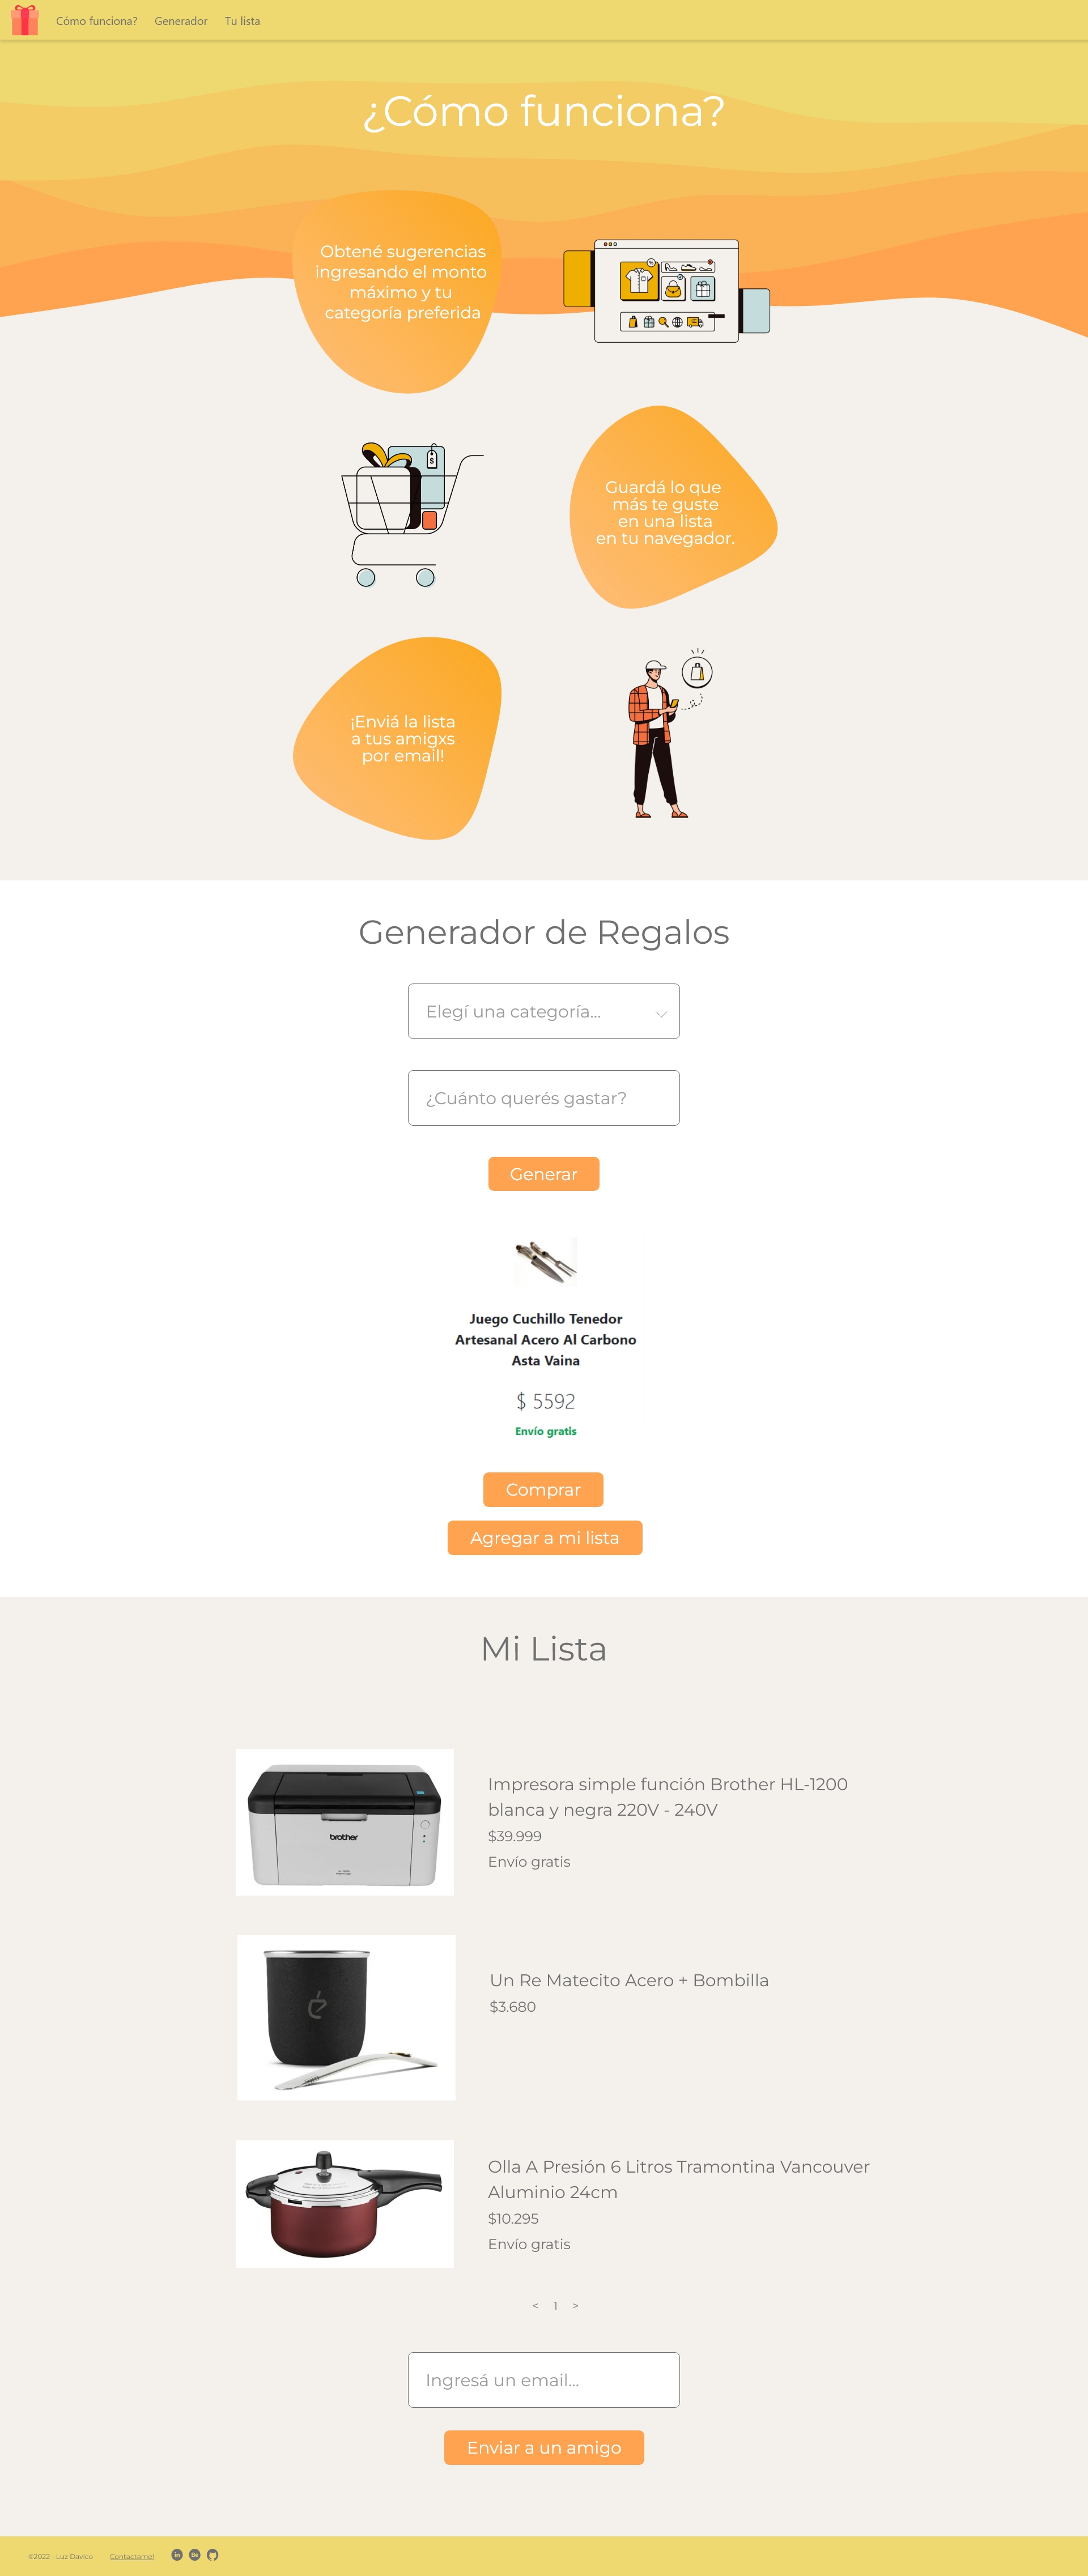 Cómo funciona? Generador Tu lista
¿Cómo funciona?
Obtené sugerencias
ingresando el monto
máximo y tu
categoría preferida
$
Guardá lo que
más te guste
en una lista
en tu navegador.
¡Enviá la lista
a tus amigxs
por email!
Generador de Regalos
Elegí una categoría...
¿Cuánto querés gastar?
Generar
Juego Cuchillo Tenedor
Artesanal Acero Al Carbono
Asta Vaina
$ 5592
Envío gratis
Comprar
Agregar a mi lista
Mi Lista
brother
Impresora simple función Brother HL-1200
blanca y negra 220V - 240V
$39.999
Envío gratis
Un Re Matecito Acero + Bombilla
$3.680
Olla A Presión 6 Litros Tramontina Vancouver
Aluminio 24cm
$10.295
Envío gratis
< 1 >
Ingresá un email...
Enviar a un amigo
©2022 - Luz Davico Contactame! in Bē